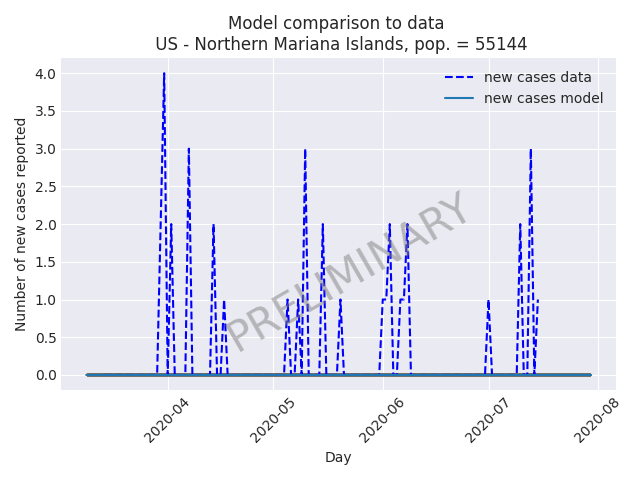 Model comparison to data
US - Northern Mariana Islands, pop. = 55144
new cases data
new cases model
Number of new cases reported
4.0
3.5
3.0
2.5
2.0
1.5
1.0
0.5
0.0
PRELIMINARY
2020-04
2020-05
2020-06
2020-07
2020-08
Day